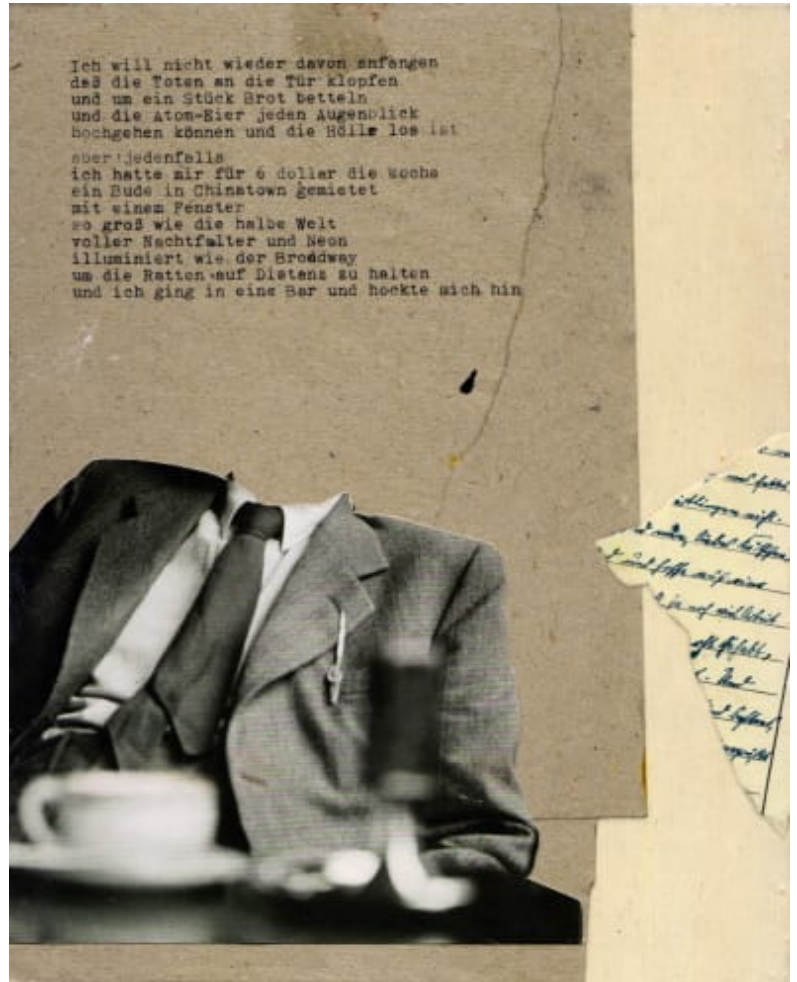 Ich will nicht wieder davon anfangen
daß die Toten an die Tür klopfen
und um ein Stück Brot betteln
und die Atom-Eier jeden Augenblick
hochgehen können und die Hölle los ist
aber jedenfalls
ich hatte mir für 6 dollar die Woche
ein Bude in Chinatown gemietet
mit einem Fenster
so groß wie die halbe Welt
voller Nachtfalter und Neon
illuminiert wie der Broadway
um die Ratten auf Distanz zu halten
und ich ging in eine Bar und hockte mich hin